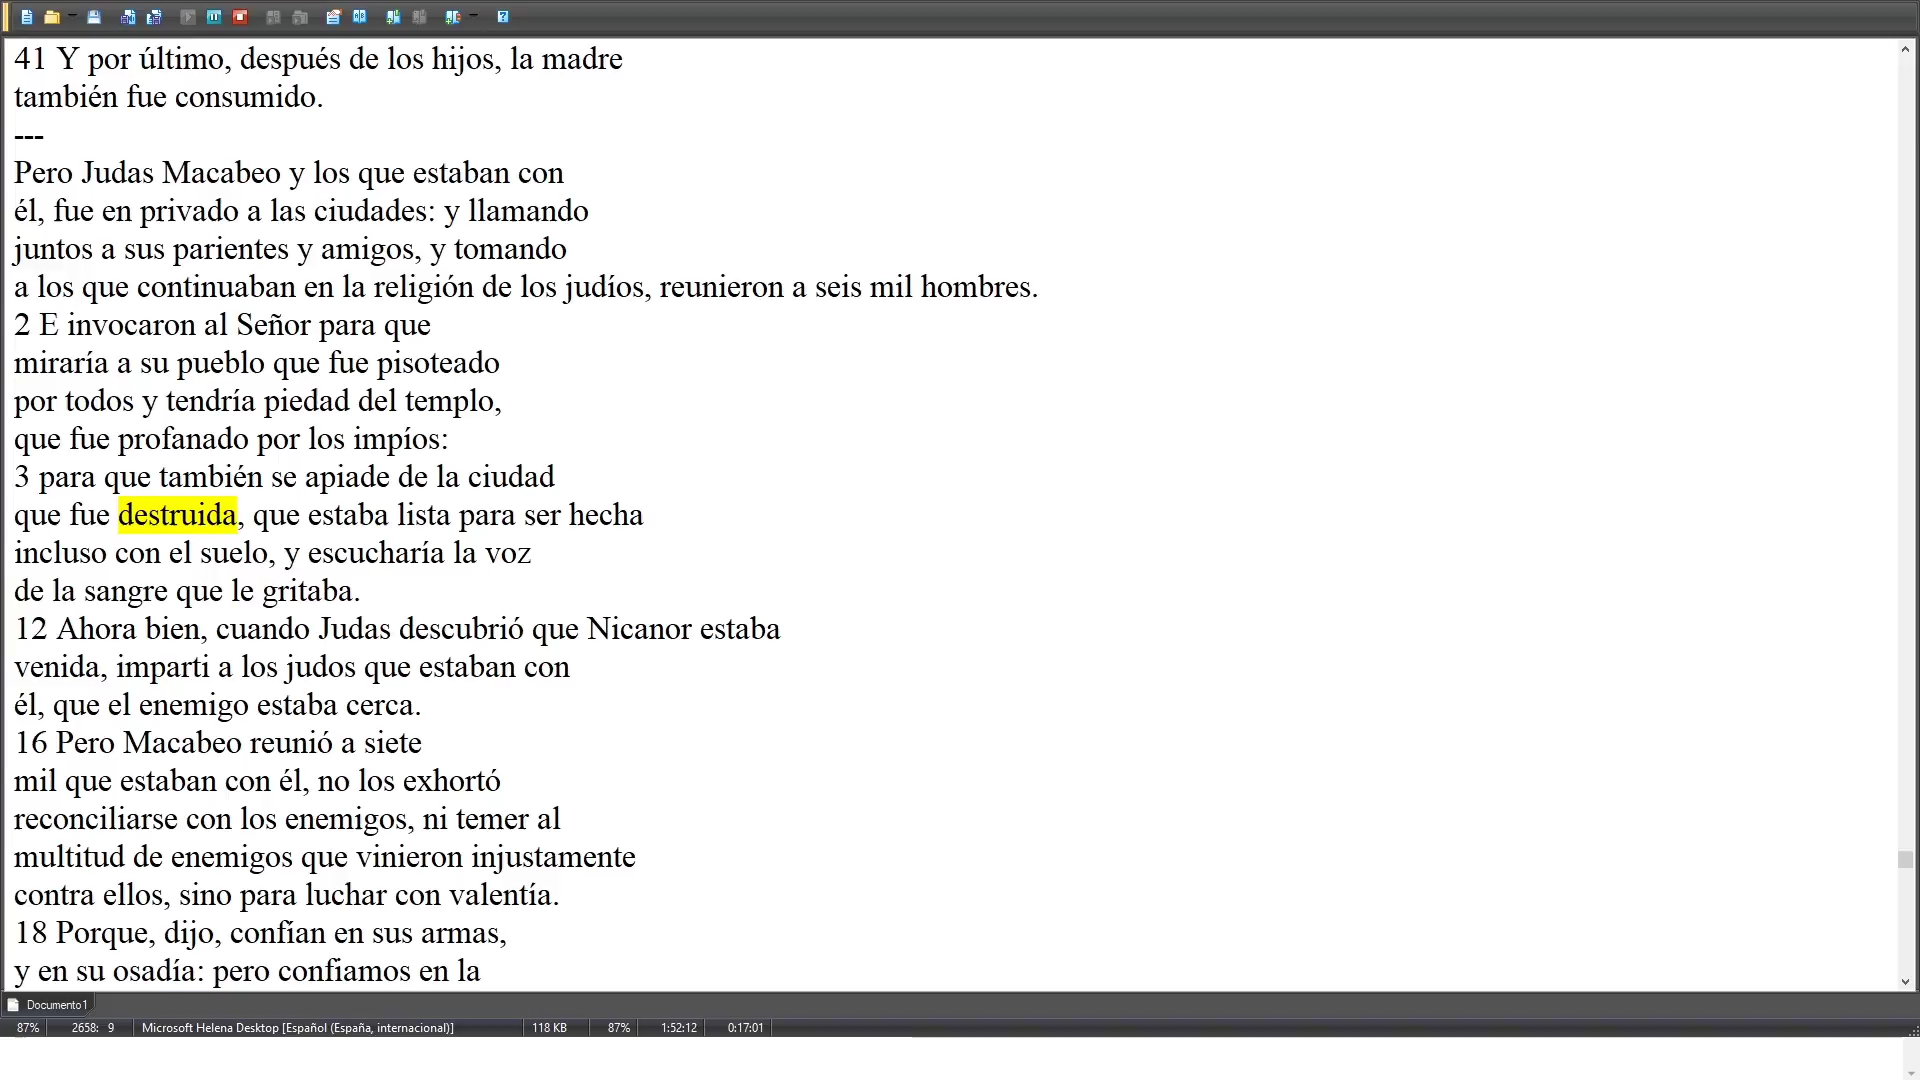 41 Y por último, después de los hijos, la madre
también fue consumido.
---
Pero Judas Macabeo y los que estaban con
él, fue en privado a las ciudades: y llamando
juntos a sus parientes y amigos, y tomando
a los que continuaban en la religión de los judíos, reunieron a seis mil hombres.
2 E invocaron al Señor para que
miraría a su pueblo que fue pisoteado
por todos y tendría piedad del templo,
que fue profanado por los impíos:
3 para que también se apiade de la ciudad
que fue destruida, que estaba lista para ser hecha
incluso con el suelo, y escucharía la voz
de la sangre que le gritaba.
12 Ahora bien, cuando Judas descubrió que Nicanor estaba
venida, imparti a los judos que estaban con
él, que el enemigo estaba cerca.
16 Pero Macabeo reunió a siete
mil que estaban con él, no los exhortó
reconciliarse con los enemigos, ni temer al
multitud de enemigos que vinieron injustamente
contra ellos, sino para luchar con valentía.
18 Porque, dijo, confían en sus armas,
y en su osadía: pero confiamos en la
Documento1
87% 2658: 9 Microsoft Helena Desktop [Español (España, internacional)] 118 KB 87% 1:52:12 0:17:01